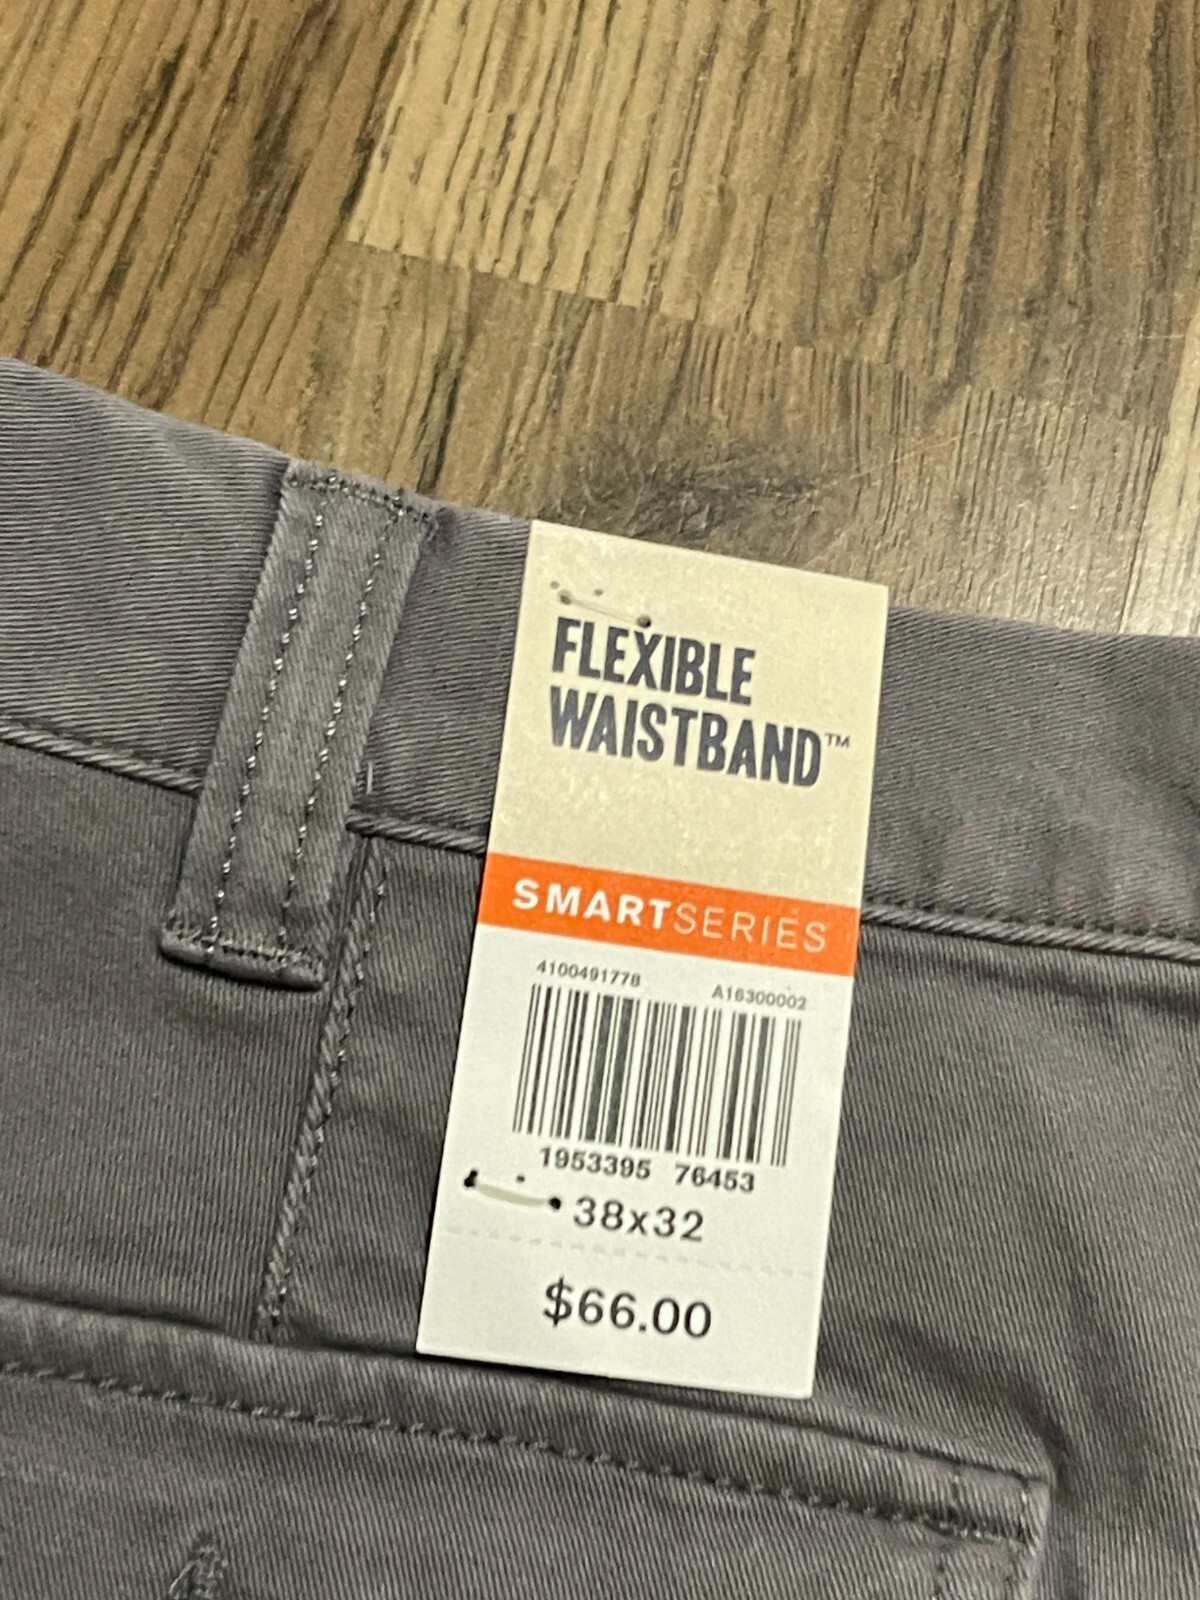 FLEXIBLE
WAISTBAND™
SMARTSERIES
4100491778 A16300002
1953395 76453
38x32
$66.00